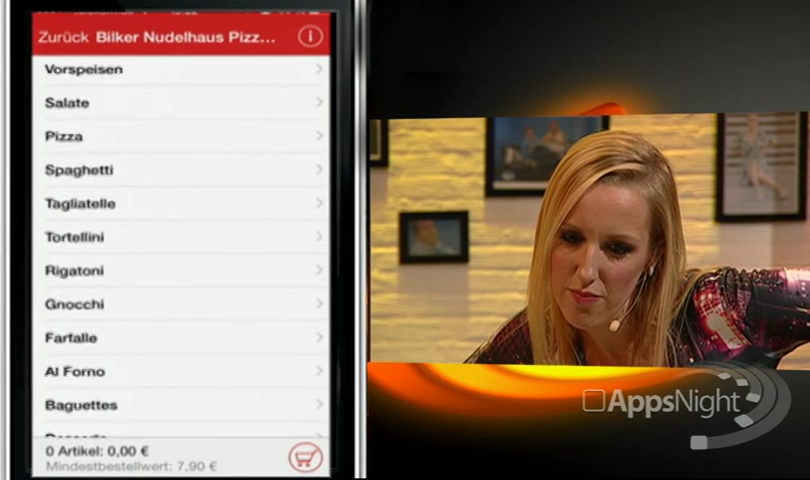 Zurück Bilker Nudelhaus Pizz...
Vorspeisen
Salate
Pizza
Spaghetti
Tagliatelle
Tortellini
Rigatoni
Gnocchi
Farfalle
Al Forno
Baguettes
0 Artikel: 0,00 €
Mindestbestellwert: 7,90 €
AppsNight